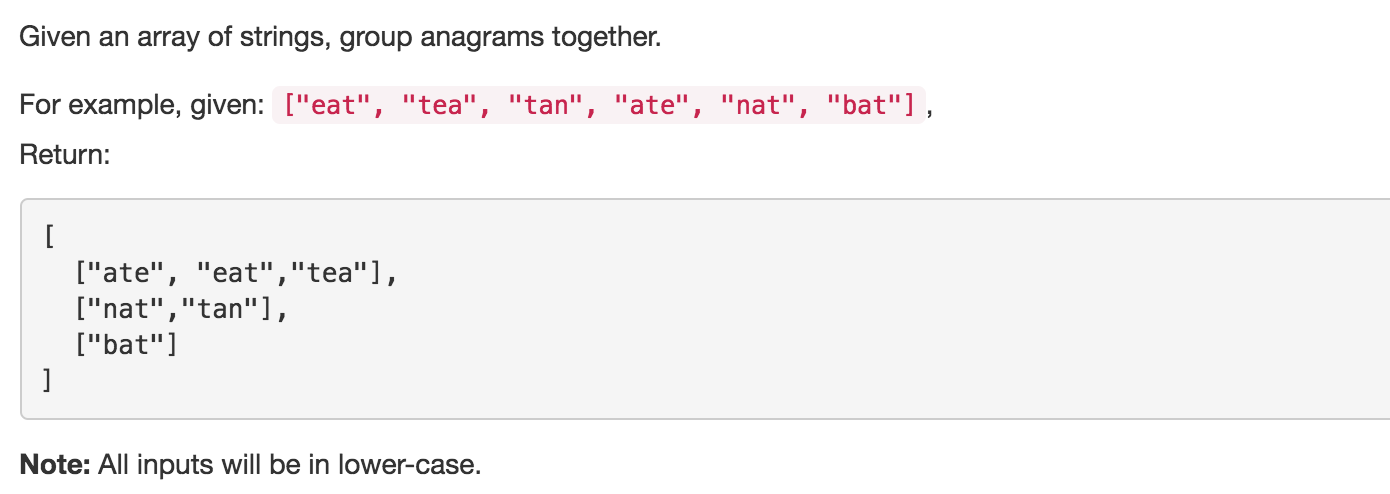 Given an array of strings, group anagrams together.
For example, given: ["eat", "tea", "tan", "ate", "nat", "bat"] ,
Return:
[
  ["ate", "eat","tea"],
  ["nat","tan"],
  ["bat"]
]
Note: All inputs will be in lower-case.